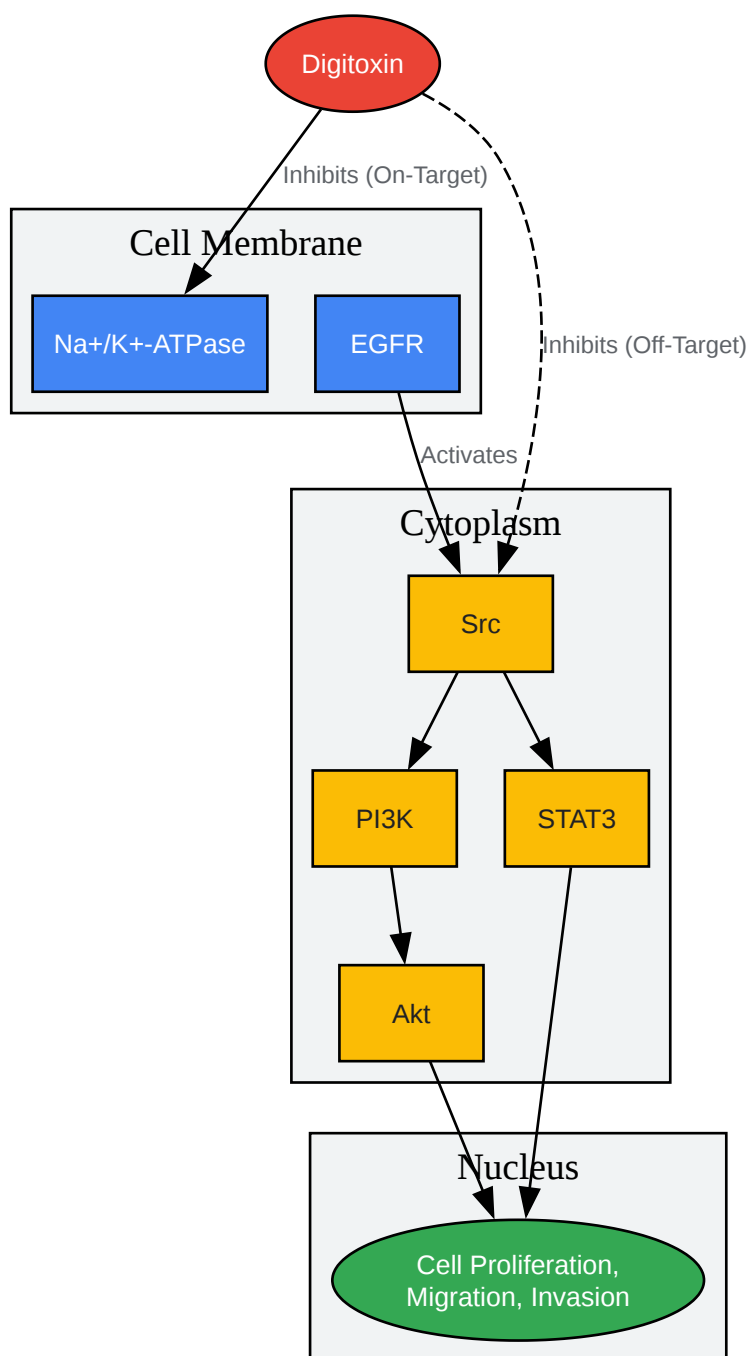 Digitoxin
Inhibits (On-Target)
Cell Membrane
Na+/K+-ATPase
EGFR
Inhibits (Off-Target)
Activates
Cytoplasm
Src
PI3K
STAT3
Akt
Nucleus
Cell Proliferation,
Migration, Invasion